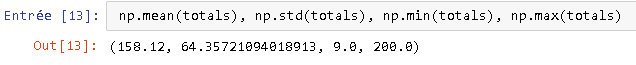 Entrée [13]: np.mean(totals), np.std(totals), np.min(totals), np.max(totals)
Out[13]: (158.12, 64.35721094018913, 9.0, 200.0)